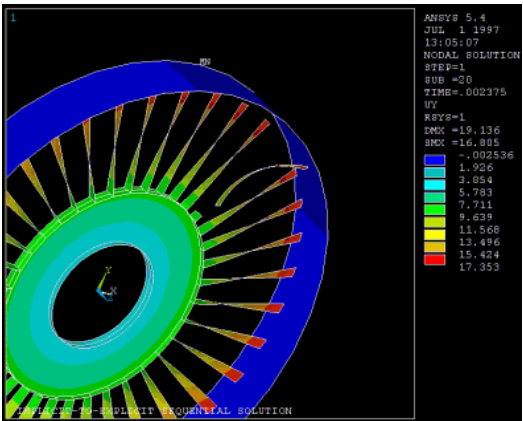 1
ANSYS 5.4
JUL 1 1997
13:05:07
NODAL SOLUTION
STEP=1
SUB =20
TIME=.002375
UY
RSYS=1
DMX =19.136
SMX =16.805
-.002536
1.926
3.854
5.783
7.711
9.639
11.568
13.496
15.424
17.353
MN
Y
X
IMPLICIT-TO-EXPLICIT SEQUENTIAL SOLUTION